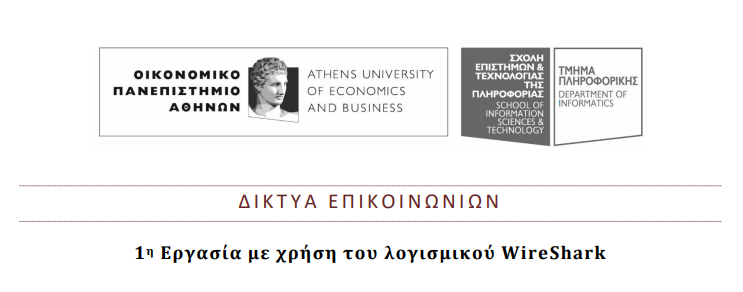 ΟΙΚΟΝΟΜΙΚΟ
ΠΑΝΕΠΙΣΤΗΜΙΟ
ΑΘΗΝΩΝ
ATHENS UNIVERSITY
OF ECONOMICS
AND BUSINESS
ΣΧΟΛΗ
ΕΠΙΣΤΗΜΩΝ &
ΤΕΧΝΟΛΟΓΙΑΣ
ΤΗΣ
ΠΛΗΡΟΦΟΡΙΑΣ
SCHOOL OF
INFORMATION
SCIENCES &
TECHNOLOGY
ΤΜΗΜΑ
ΠΛΗΡΟΦΟΡΙΚΗΣ
DEPARTMENT OF
INFORMATICS
ΔΙΚΤΥΑ ΕΠΙΚΟΙΝΩΝΙΩΝ
1η Εργασία με χρήση του λογισμικού WireShark